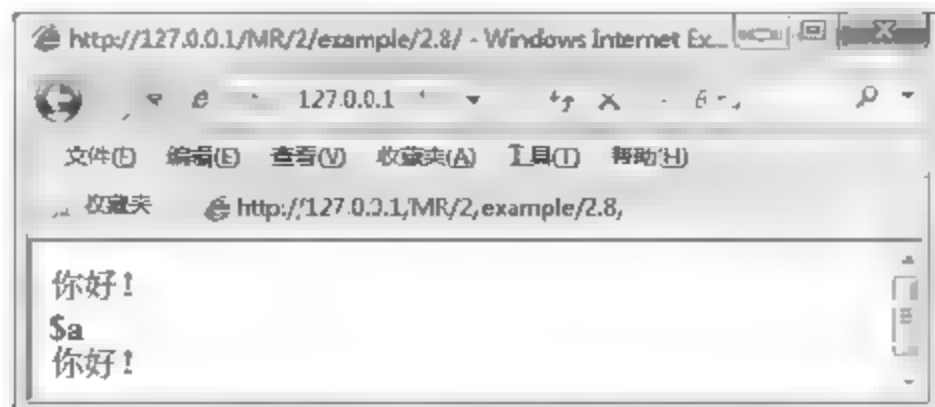 http://127.0.0.1/MR/2/example/2.8/ - Windows Internet Ex...
127.0.0.1
文件(F) 编辑(E) 查看(V) 收藏夹(A) 工具(T) 帮助(H)
收藏夹 http://127.0.0.1/MR/2/example/2.8/
你好！
$a
你好！